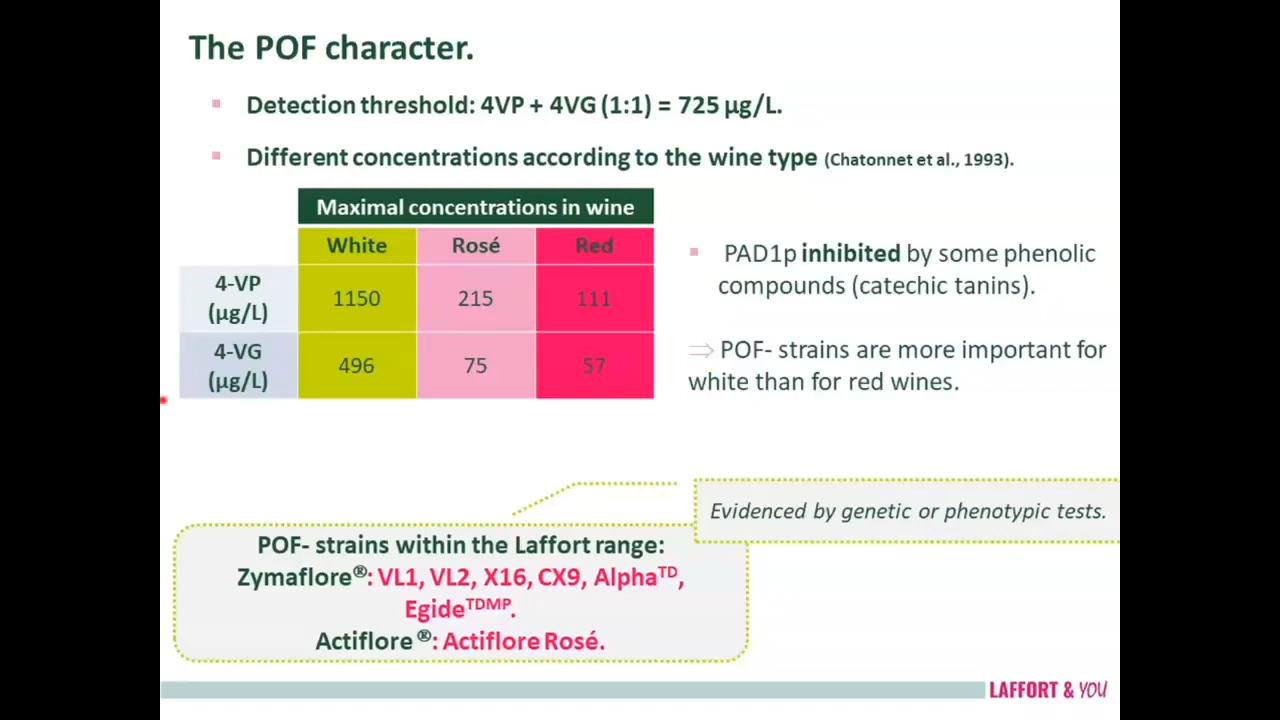 The POF character.
Detection threshold: 4VP + 4VG (1:1) = 725 µg/L.
Different concentrations according to the wine type (Chatonnet et al., 1993).
Maximal concentrations in wine
White Rosé Red
4-VP
(µg/L)
1150 215 111
4-VG
(µg/L)
496 75 57
PAD1p inhibited by some phenolic
compounds (catechic tanins).
⇒ POF- strains are more important for
white than for red wines.
Evidenced by genetic or phenotypic tests.
POF- strains within the Laffort range:
Zymaflore®: VL1, VL2, X16, CX9, Alpha^TD,
Egide^TDMP.
Actiflore ®: Actiflore Rosé.
LAFFORT & YOU